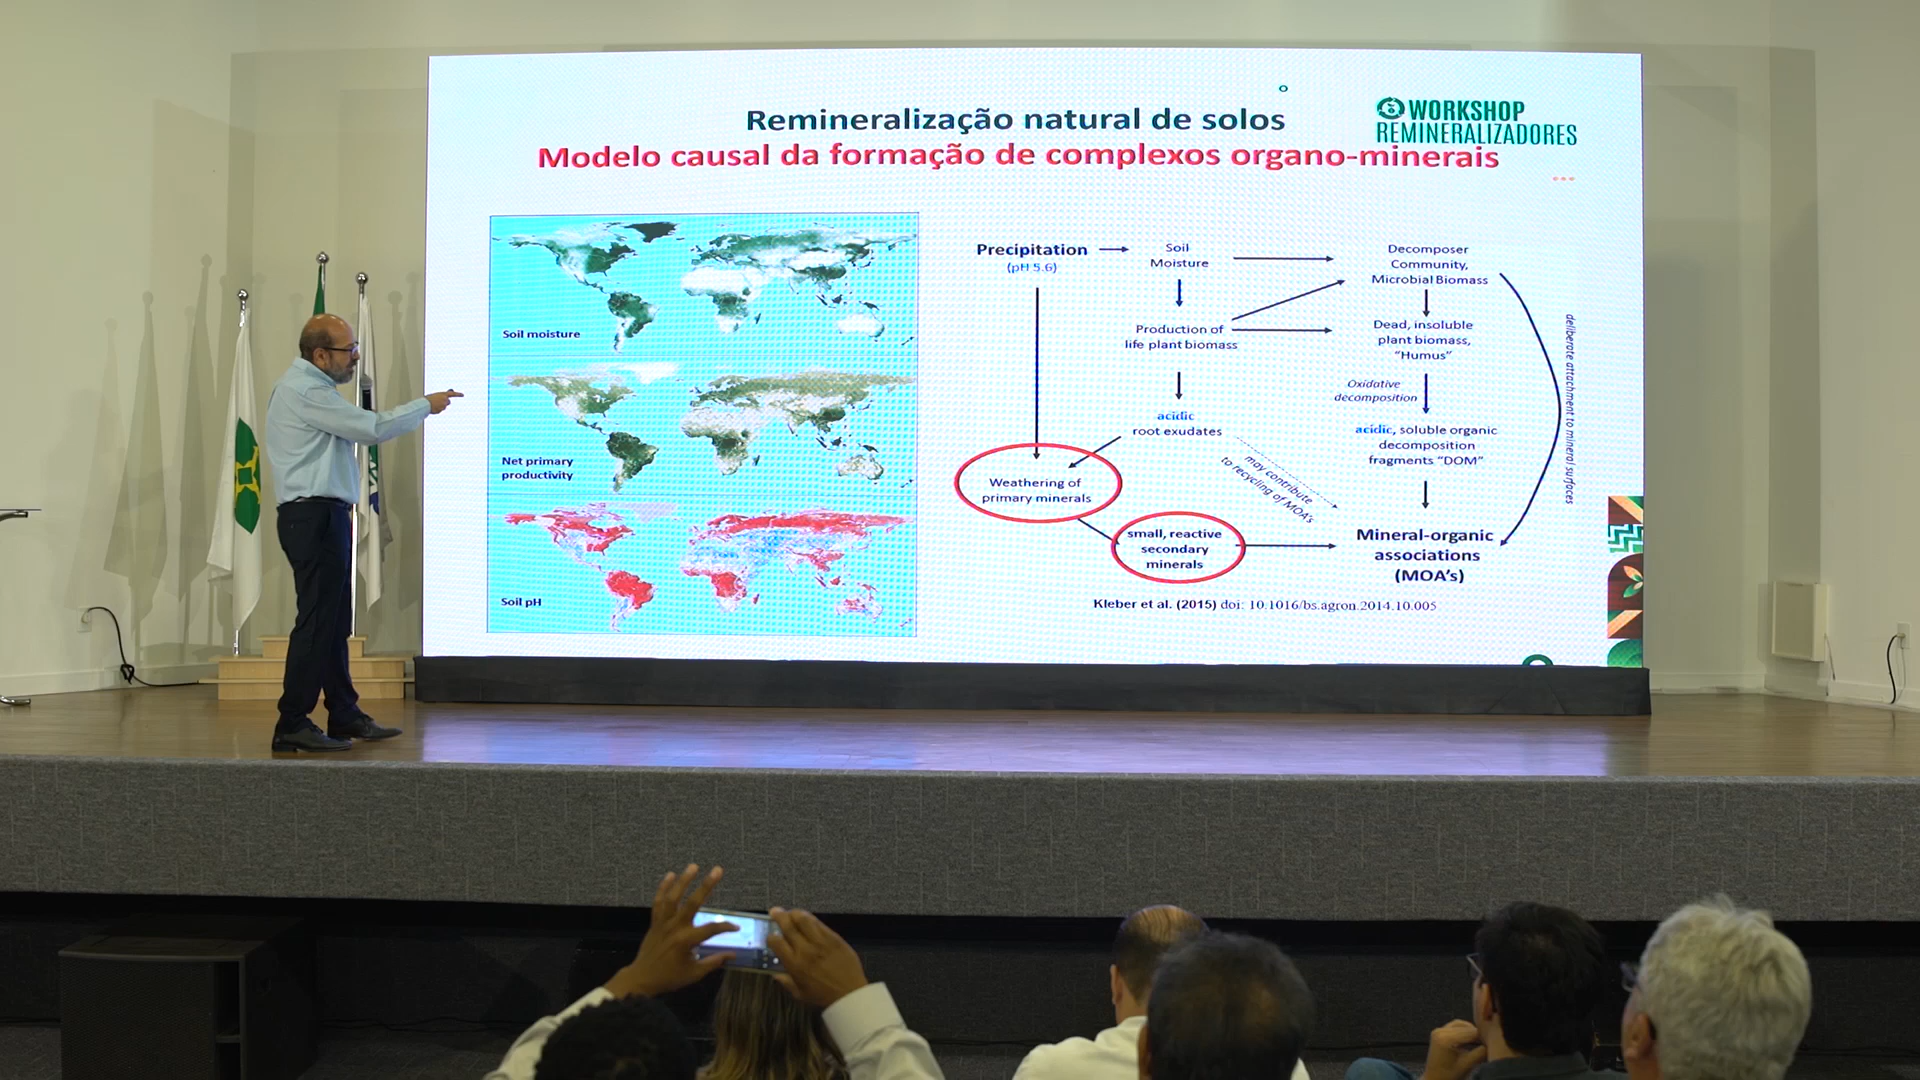 Remineralização natural de solos
Modelo causal da formação de complexos organo-minerais
WORKSHOP
REMINERALIZADORES
Soil moisture
Net primary
productivity
Soil pH
Precipitation
(pH 5.6)
Soil
Moisture
Decomposer
Community,
Microbial Biomass
Production of
life plant biomass
Dead, insoluble
plant biomass,
“Humus”
Oxidative
decomposition
acidic
root exudates
acidic, soluble organic
decomposition
fragments “DOM”
deliberate attachment to mineral surfaces
may contribute
to recycling of MOA’s
Weathering of
primary minerals
small, reactive
secondary
minerals
Mineral-organic
associations
(MOA’s)
Kleber et al. (2015) doi: 10.1016/bs.agron.2014.10.005